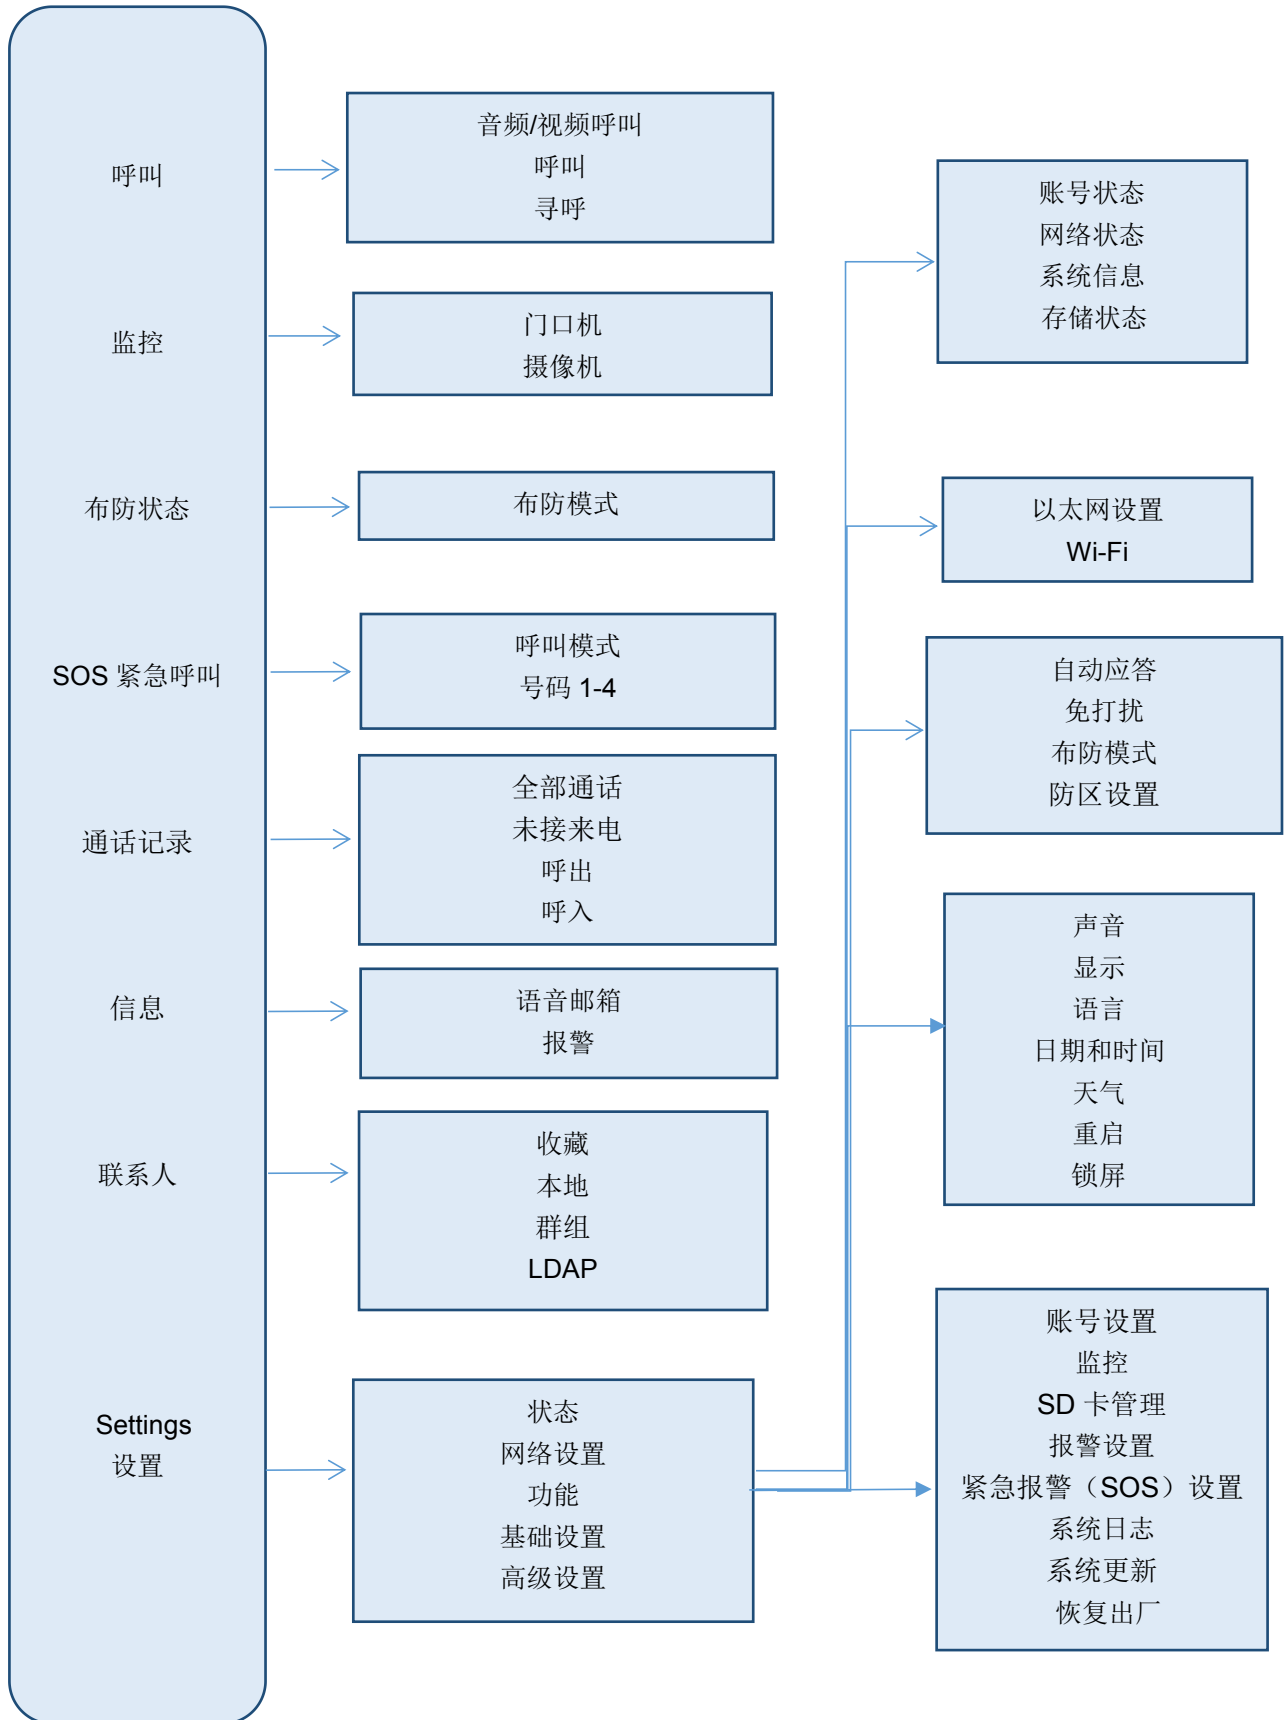 呼叫
监控
布防状态
SOS 紧急呼叫
通话记录
信息
联系人
Settings
设置
音频/视频呼叫
呼叫
寻呼
门口机
摄像机
布防模式
呼叫模式
号码 1-4
全部通话
未接来电
呼出
呼入
语音邮箱
报警
收藏
本地
群组
LDAP
状态
网络设置
功能
基础设置
高级设置
账号状态
网络状态
系统信息
存储状态
以太网设置
Wi-Fi
自动应答
免打扰
布防模式
防区设置
声音
显示
语言
日期和时间
天气
重启
锁屏
账号设置
监控
SD 卡管理
报警设置
紧急报警（SOS）设置
系统日志
系统更新
恢复出厂